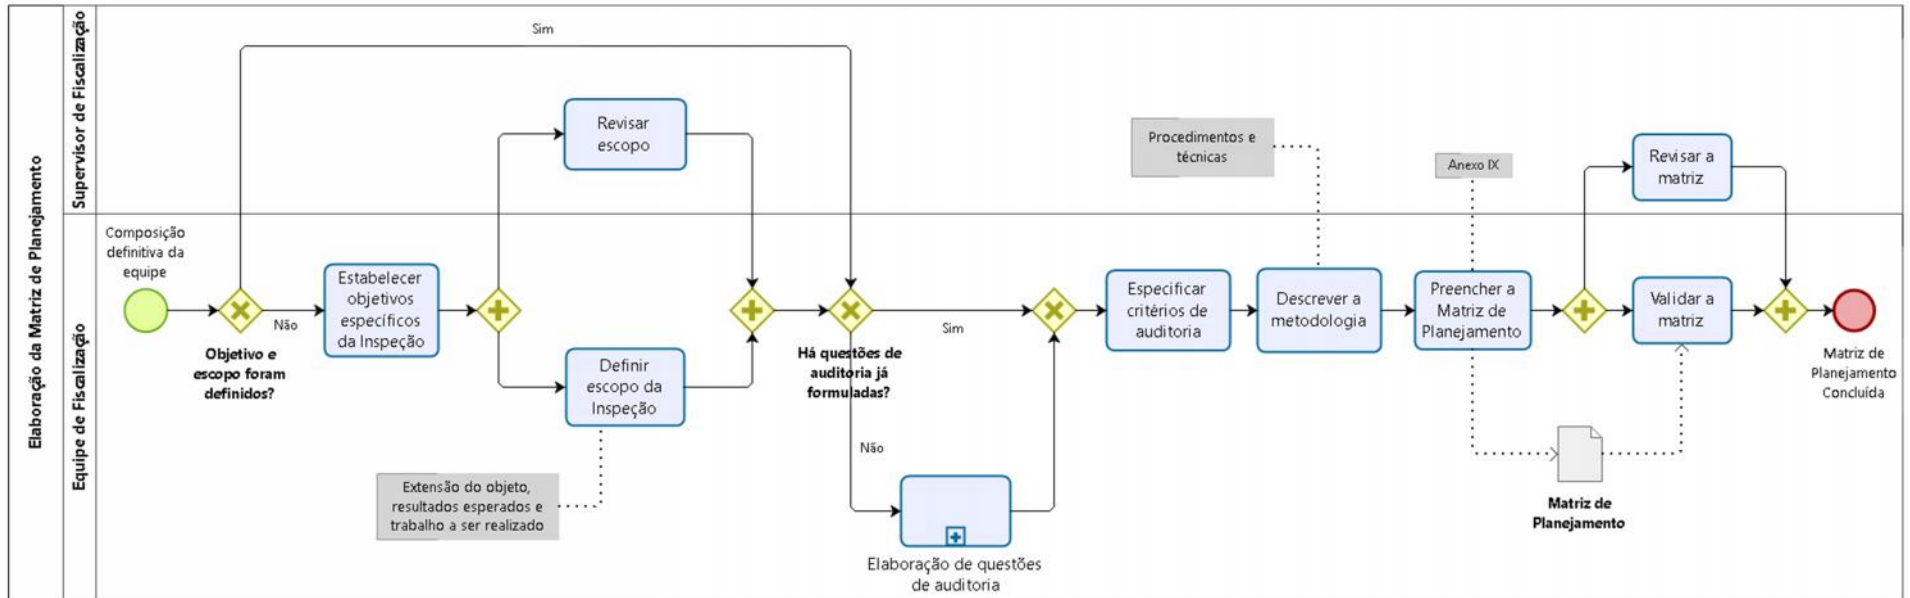 Elaboração da Matriz de Planejamento
Supervisor de Fiscalização
Equipe de Fiscalização
Sim
Revisar
escopo
Procedimentos e
técnicas
Anexo IX
Revisar a
matriz
Composição
definitiva da
equipe
Não
Objetivo e
escopo foram
definidos?
Estabelecer
objetivos
específicos
da Inspeção
Definir
escopo da
Inspeção
Extensão do objeto,
resultados esperados e
trabalho a ser realizado
Há questões de
auditoria já
formuladas?
Sim
Não
Elaboração de questões
de auditoria
Especificar
critérios de
auditoria
Descrever a
metodologia
Preencher a
Matriz de
Planejamento
Validar a
matriz
Matriz de
Planejamento
Matriz de
Planejamento
Concluída